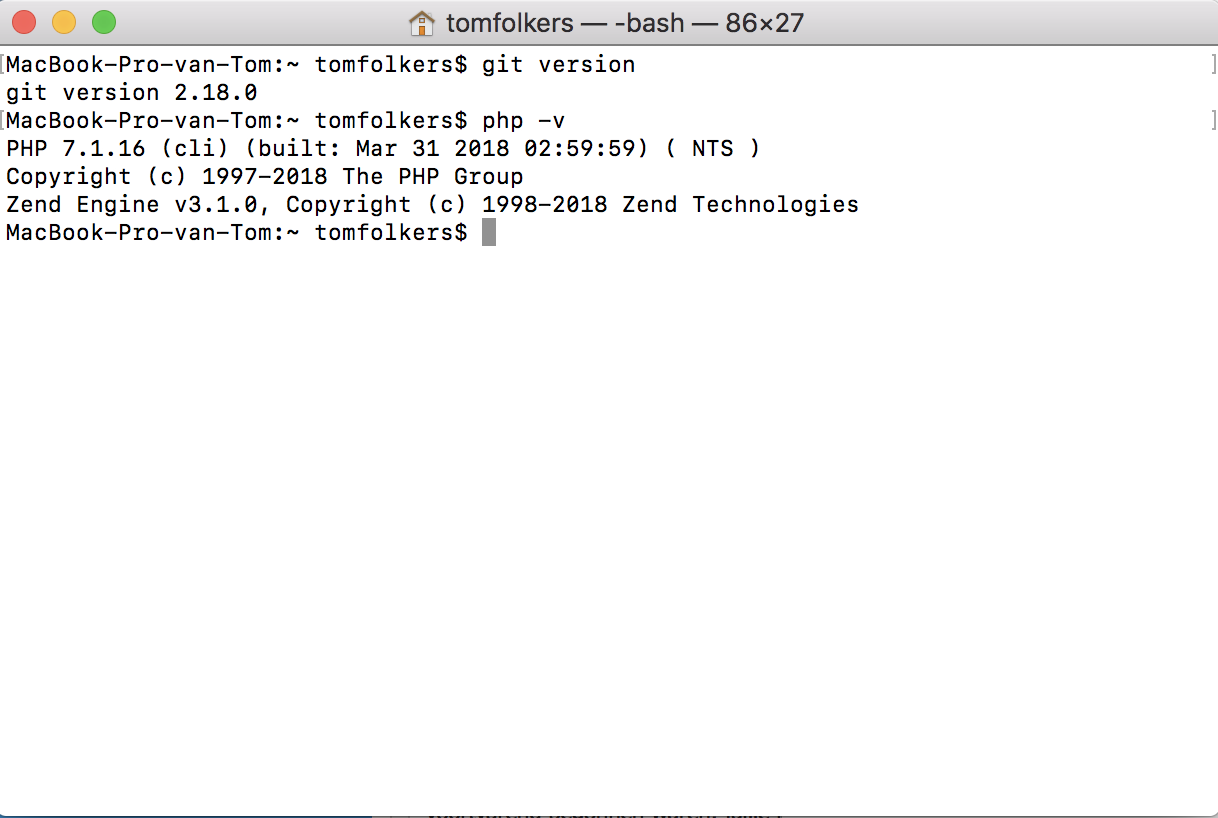 tomfolkers — -bash — 86×27
[MacBook-Pro-van-Tom:~ tomfolkers$ git version ]
git version 2.18.0
[MacBook-Pro-van-Tom:~ tomfolkers$ php -v ]
PHP 7.1.16 (cli) (built: Mar 31 2018 02:59:59) ( NTS )
Copyright (c) 1997-2018 The PHP Group
Zend Engine v3.1.0, Copyright (c) 1998-2018 Zend Technologies
MacBook-Pro-van-Tom:~ tomfolkers$